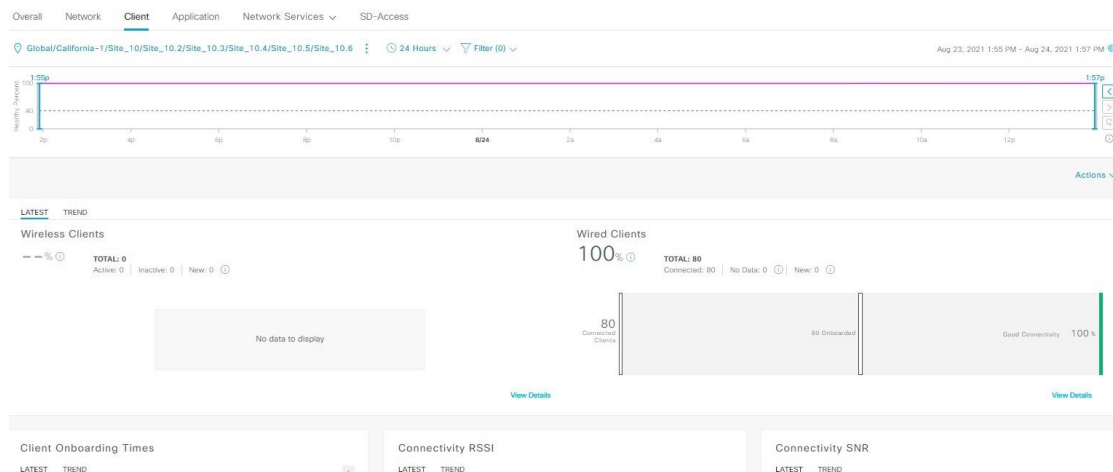 Overall Network Client Application Network Services SD-Access
Global/California-1/Site_10/Site_10.2/Site_10.3/Site_10.4/Site_10.5/Site_10.6 24 Hours Filter (0) Aug 23, 2021 1:55 PM - Aug 24, 2021 1:57 PM
1:55p 1:57p
Healthy Percent
100
40
0
2p 4p 6p 8p 10p 8/24 2a 4a 6a 8a 10a 12p
Actions
LATEST TREND
Wireless Clients
--%
TOTAL: 0
Active: 0 | Inactive: 0 | New: 0
No data to display
View Details
Wired Clients
100%
TOTAL: 80
Connected: 80 | No Data: 0 | New: 0
80
Connected
Clients
80 Onboarded
Good Connectivity 100%
View Details
Client Onboarding Times
LATEST TREND
Connectivity RSSI
LATEST TREND
Connectivity SNR
LATEST TREND